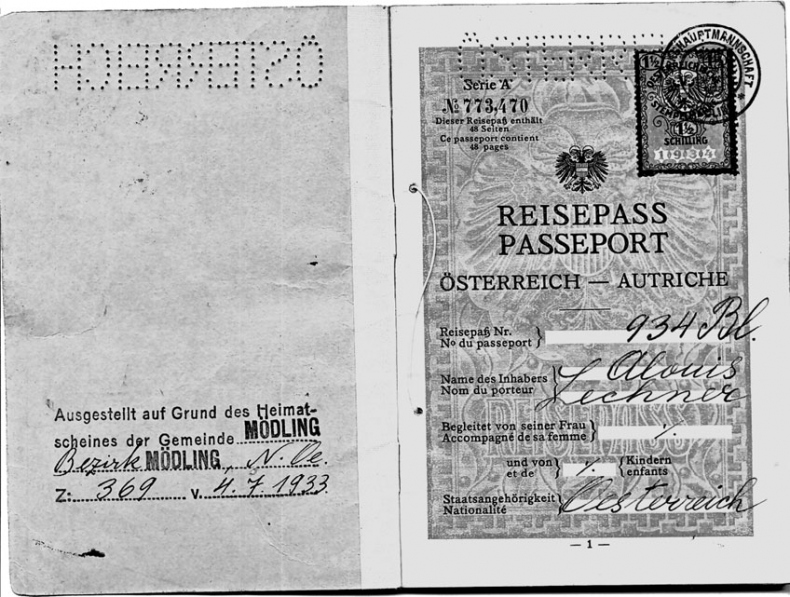 ÖSTERREICH
Ausgestellt auf Grund des Heimat-
scheines der Gemeinde MÖDLING
Bezirk MÖDLING, N. Oe.
Z: 369 v. 4. 7. 1933.
Serie A
№ 773,470
Dieser Reisepaß enthält
48 Seiten
Ce passeport contient
48 pages
HAUPTMANNSCHAFT
1½
SCHILLING
1934
REISEPASS
PASSEPORT
ÖSTERREICH — AUTRICHE
Reisepaß Nr. } 934 Bl.
No du passeport
Name des Inhabers } Alouis
Nom du porteur Lechner
Begleitet von seiner Frau } ·/.
Accompagné de sa femme
und von } ·/. { Kindern
et de enfants
Staatsangehörigkeit } Oesterreich
Nationalité
— 1 —